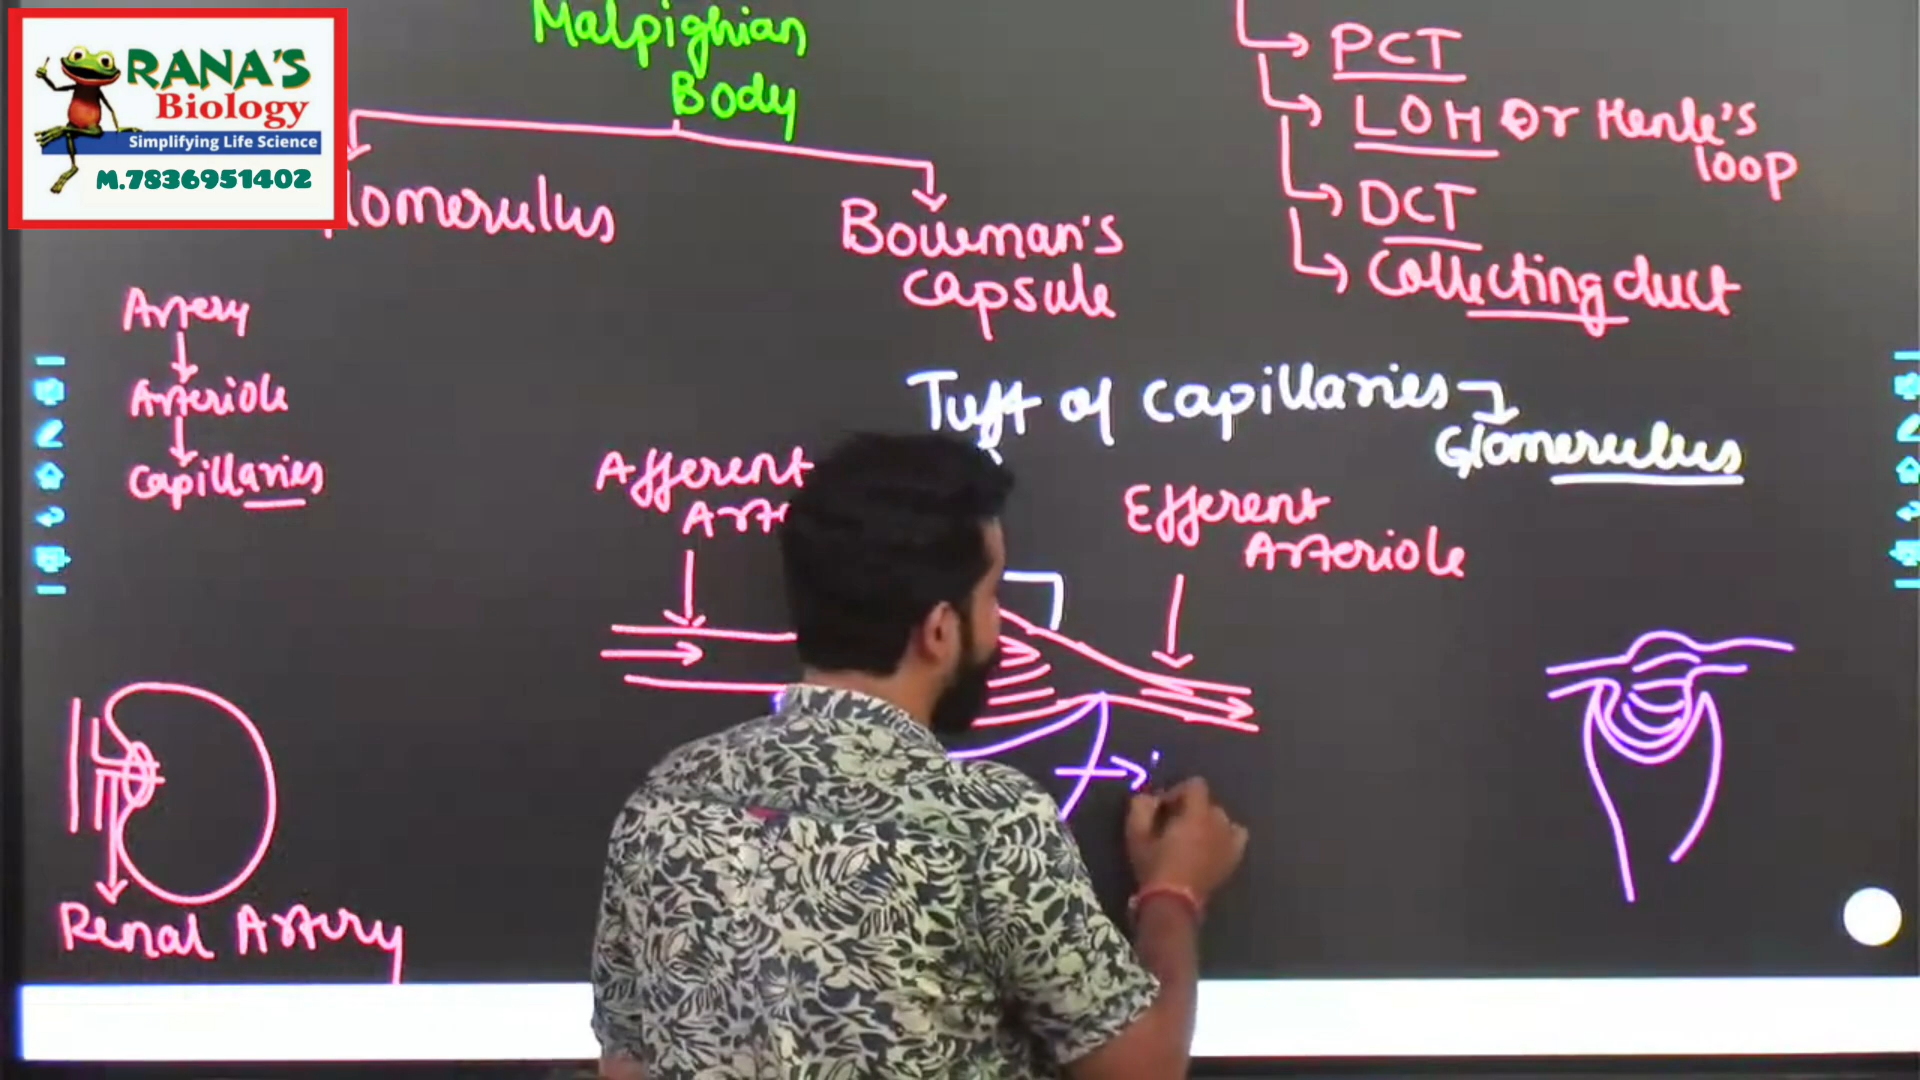 RANA'S
Biology
Simplifying Life Science
M.7836951402
Malpighian
Body
lomerulus
Bowman's
capsule
PCT
LOH Or Henle's
loop
DCT
Collecting duct
Artery
Arteriole
Capillaries
Tuft of capillaries
Glomerulus
Afferent
Arte
Efferent
Arteriole
Renal Artery